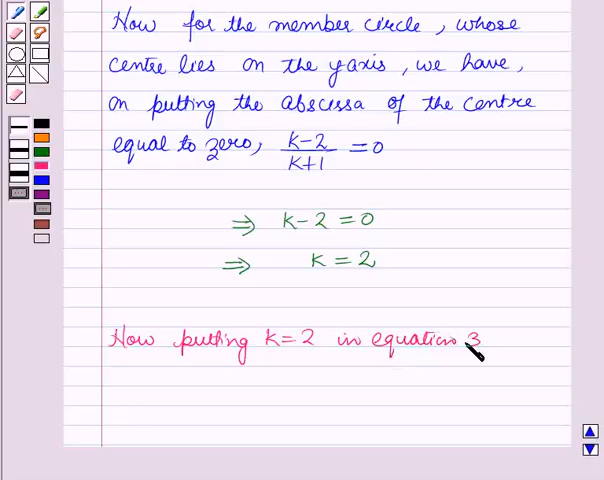 Now for the member circle, whose
centre lies on the y axis, we have,
on putting the abscissa of the centre
equal to zero, k-2/k+1 = 0
⇒ k-2 = 0
⇒ k = 2
Now putting k = 2 in equation 3